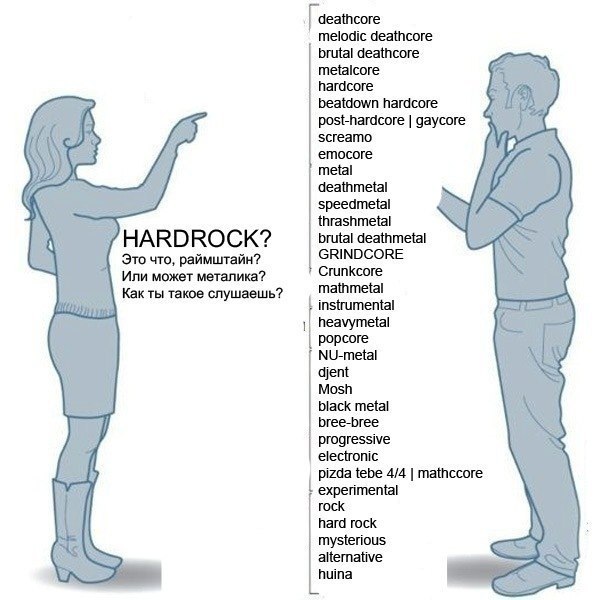 HARDROCK?
Это что, раймштайн?
Или может металика?
Как ты такое слушаешь?
deathcore
melodic deathcore
brutal deathcore
metalcore
hardcore
beatdown hardcore
post-hardcore | gaycore
screamo
emocore
metal
deathmetal
speedmetal
thrashmetal
brutal deathmetal
GRINDCORE
Crunkcore
mathmetal
instrumental
heavymetal
popcore
NU-metal
djent
Mosh
black metal
bree-bree
progressive
electronic
pizda tebe 4/4 | mathccore
experimental
rock
hard rock
mysterious
alternative
huina